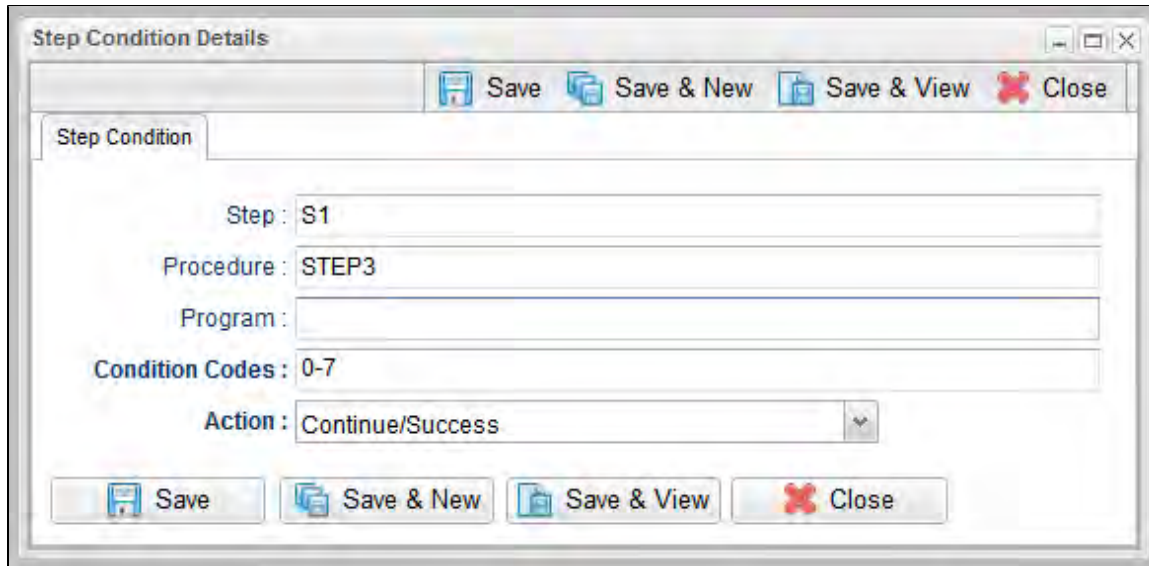 Step Condition Details
Save Save & New Save & View Close
Step Condition
Step : S1
Procedure : STEP3
Program :
Condition Codes : 0-7
Action : Continue/Success
Save Save & New Save & View Close